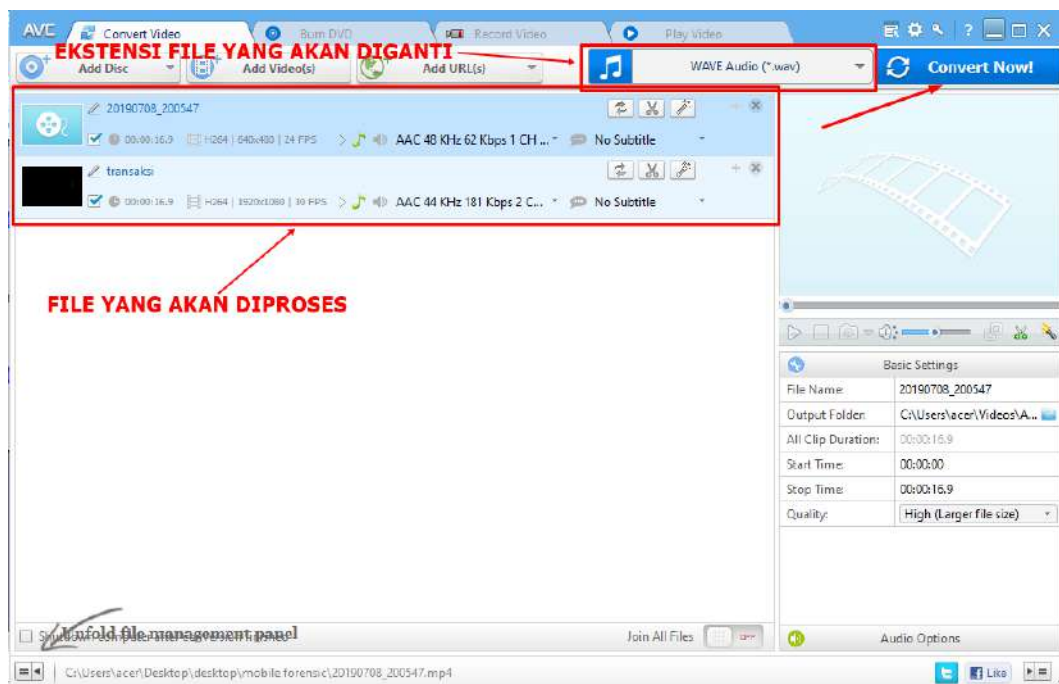 AVC Convert Video Burn DVD Record Video Play Video ?
EKSTENSI FILE YANG AKAN DIGANTI
Add Disc Add Video(s) Add URL(s) WAVE Audio (*.wav) Convert Now!
20190708_200547
00:00:16.9 H264 | 640x480 | 24 FPS AAC 48 KHz 62 Kbps 1 CH ... No Subtitle
transaksi
00:00:16.9 H264 | 1920x1080 | 30 FPS AAC 44 KHz 181 Kbps 2 C... No Subtitle
FILE YANG AKAN DIPROSES
Basic Settings
File Name: 20190708_200547
Output Folder: C:\Users\acer\Videos\A...
All Clip Duration: 00:00:16.9
Start Time: 00:00:00
Stop Time: 00:00:16.9
Quality: High (Larger file size)
Unfold file management panel
Join All Files OFF
Audio Options
C:\Users\acer\Desktop\desktop\mobile forensic\20190708_200547.mp4
Like